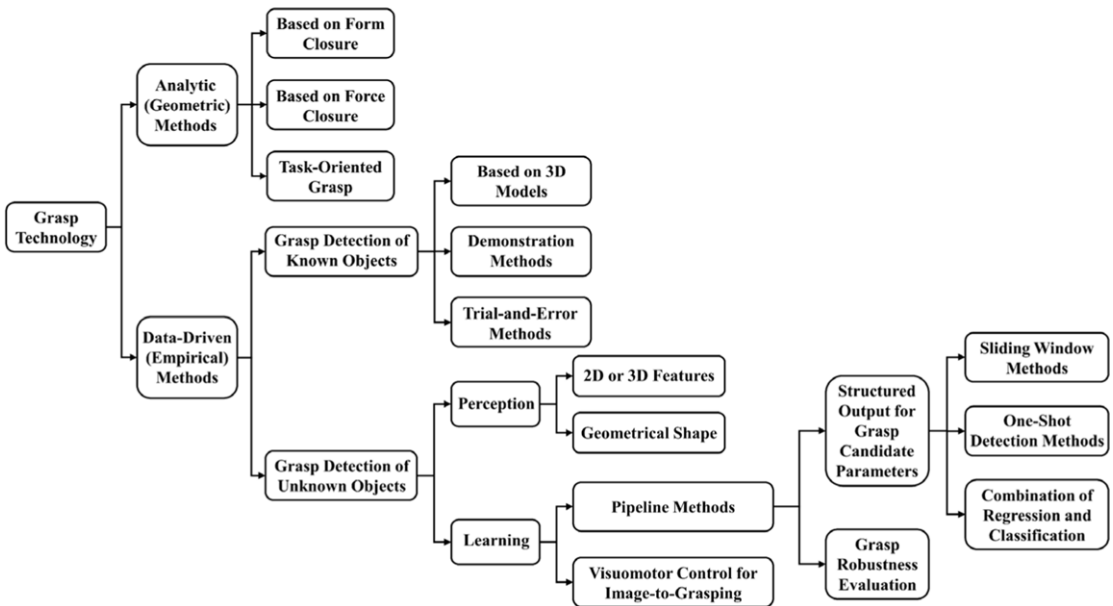 Based on Form
Closure
Analytic
(Geometric)
Methods
Based on Force
Closure
Task-Oriented
Grasp
Grasp
Technology
Based on 3D
Models
Grasp Detection of
Known Objects
Demonstration
Methods
Trial-and-Error
Methods
Data-Driven
(Empirical)
Methods
Grasp Detection of
Unknown Objects
Perception
2D or 3D Features
Geometrical Shape
Learning
Pipeline Methods
Visuomotor Control for
Image-to-Grasping
Structured
Output for
Grasp
Candidate
Parameters
Grasp
Robustness
Evaluation
Sliding Window
Methods
One-Shot
Detection Methods
Combination of
Regression and
Classification